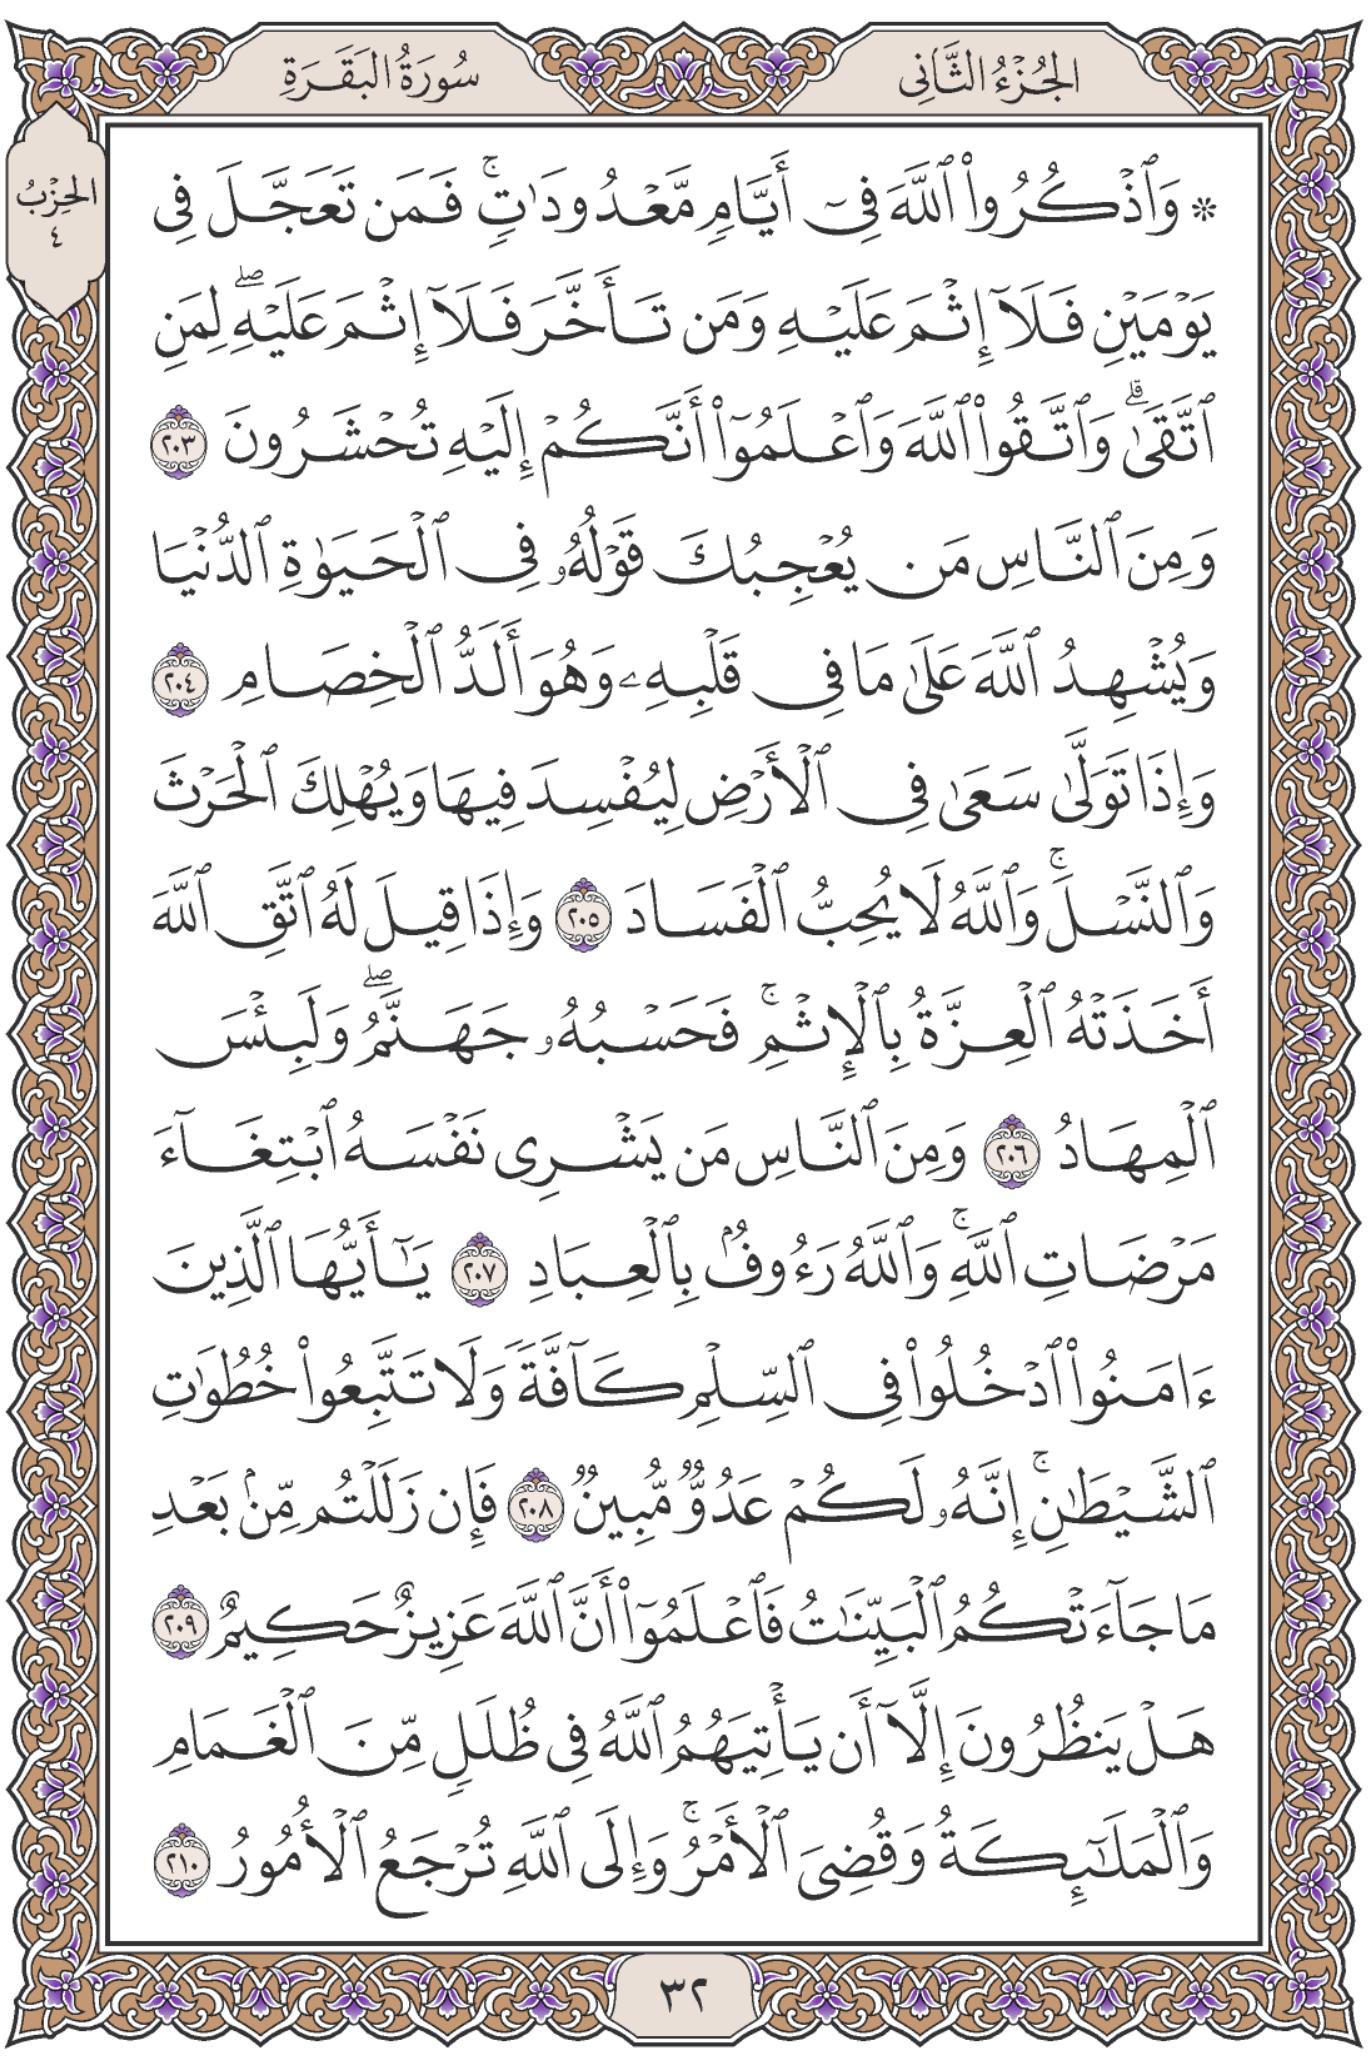 الجُزْءُ الثَّانِى
سُورَةُ البَقَرَةِ
الحِزْبُ
٤
۞ وَٱذْكُرُوا۟ ٱللَّهَ فِىٓ أَيَّامٍ مَّعْدُودَٰتٍ ۚ فَمَن تَعَجَّلَ فِى
يَوْمَيْنِ فَلَآ إِثْمَ عَلَيْهِ وَمَن تَأَخَّرَ فَلَآ إِثْمَ عَلَيْهِ ۖ لِمَنِ
ٱتَّقَىٰ ۗ وَٱتَّقُوا۟ ٱللَّهَ وَٱعْلَمُوٓا۟ أَنَّكُمْ إِلَيْهِ تُحْشَرُونَ ٢٠٣
وَمِنَ ٱلنَّاسِ مَن يُعْجِبُكَ قَوْلُهُۥ فِى ٱلْحَيَوٰةِ ٱلدُّنْيَا
وَيُشْهِدُ ٱللَّهَ عَلَىٰ مَا فِى قَلْبِهِۦ وَهُوَ أَلَدُّ ٱلْخِصَامِ ٢٠٤
وَإِذَا تَوَلَّىٰ سَعَىٰ فِى ٱلْأَرْضِ لِيُفْسِدَ فِيهَا وَيُهْلِكَ ٱلْحَرْثَ
وَٱلنَّسْلَ ۚ وَٱللَّهُ لَا يُحِبُّ ٱلْفَسَادَ ٢٠٥ وَإِذَا قِيلَ لَهُ ٱتَّقِ ٱللَّهَ
أَخَذَتْهُ ٱلْعِزَّةُ بِٱلْإِثْمِ ۚ فَحَسْبُهُۥ جَهَنَّمُ ۖ وَلَبِئْسَ
ٱلْمِهَادُ ٢٠٦ وَمِنَ ٱلنَّاسِ مَن يَشْرِى نَفْسَهُ ٱبْتِغَآءَ
مَرْضَاتِ ٱللَّهِ ۚ وَٱللَّهُ رَءُوفٌۢ بِٱلْعِبَادِ ٢٠٧ يَـٰٓأَيُّهَا ٱلَّذِينَ
ءَامَنُوا۟ ٱدْخُلُوا۟ فِى ٱلسِّلْمِ كَآفَّةً وَلَا تَتَّبِعُوا۟ خُطُوَٰتِ
ٱلشَّيْطَـٰنِ ۚ إِنَّهُۥ لَكُمْ عَدُوٌّ مُّبِينٌ ٢٠٨ فَإِن زَلَلْتُم مِّنۢ بَعْدِ
مَا جَآءَتْكُمُ ٱلْبَيِّنَـٰتُ فَٱعْلَمُوٓا۟ أَنَّ ٱللَّهَ عَزِيزٌ حَكِيمٌ ٢٠٩
هَلْ يَنظُرُونَ إِلَّآ أَن يَأْتِيَهُمُ ٱللَّهُ فِى ظُلَلٍ مِّنَ ٱلْغَمَامِ
وَٱلْمَلَـٰٓئِكَةُ وَقُضِىَ ٱلْأَمْرُ ۚ وَإِلَى ٱللَّهِ تُرْجَعُ ٱلْأُمُورُ ٢١٠
٣٢